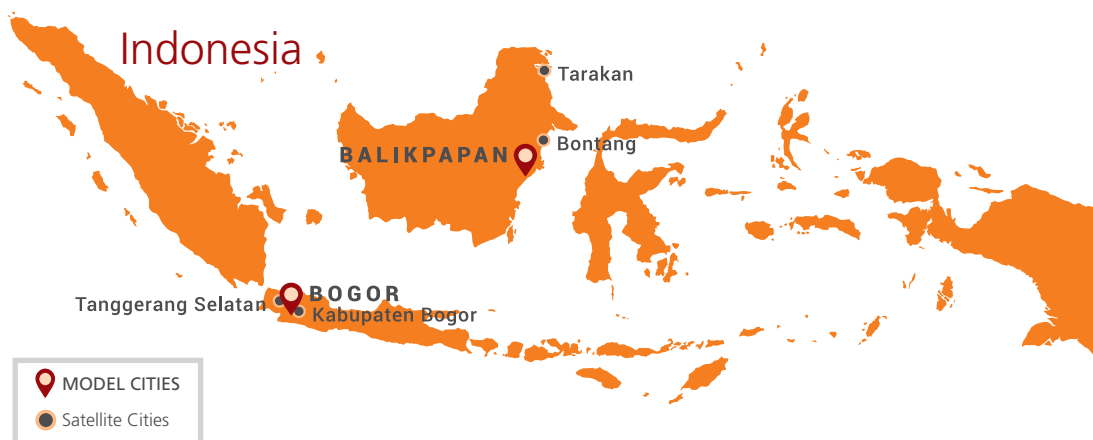 Indonesia
Tarakan
Bontang
BALIKPAPAN
BOGOR
Tanggerang Selatan
Kabupaten Bogor
MODEL CITIES
Satellite Cities